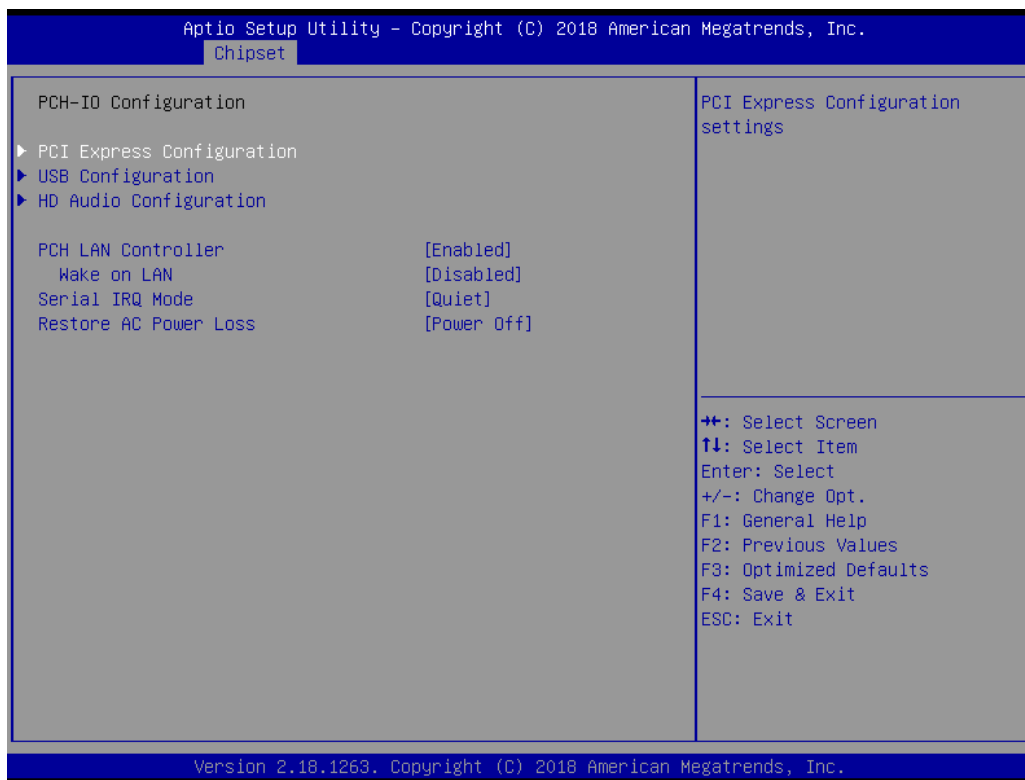 Aptio Setup Utility – Copyright (C) 2018 American Megatrends, Inc.
Chipset
PCH-IO Configuration
PCI Express Configuration
USB Configuration
HD Audio Configuration
PCH LAN Controller [Enabled]
Wake on LAN [Disabled]
Serial IRQ Mode [Quiet]
Restore AC Power Loss [Power Off]
PCI Express Configuration
settings
→←: Select Screen
↑↓: Select Item
Enter: Select
+/-: Change Opt.
F1: General Help
F2: Previous Values
F3: Optimized Defaults
F4: Save & Exit
ESC: Exit
Version 2.18.1263. Copyright (C) 2018 American Megatrends, Inc.